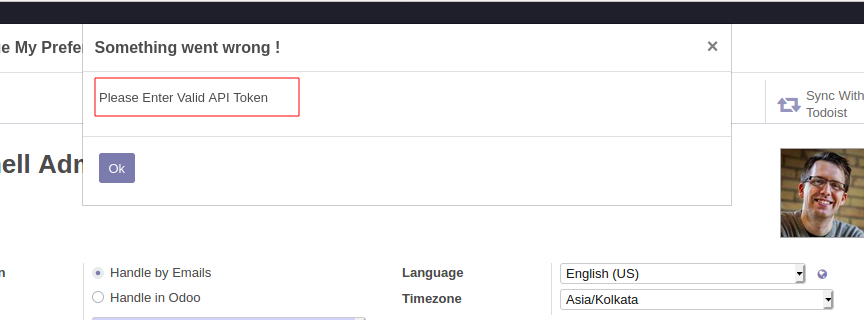 e My Prefe
Something went wrong !
×
Please Enter Valid API Token
Sync With
Todoist
Ok
ell Adm
n
Handle by Emails
Handle in Odoo
Language
English (US)
Timezone
Asia/Kolkata